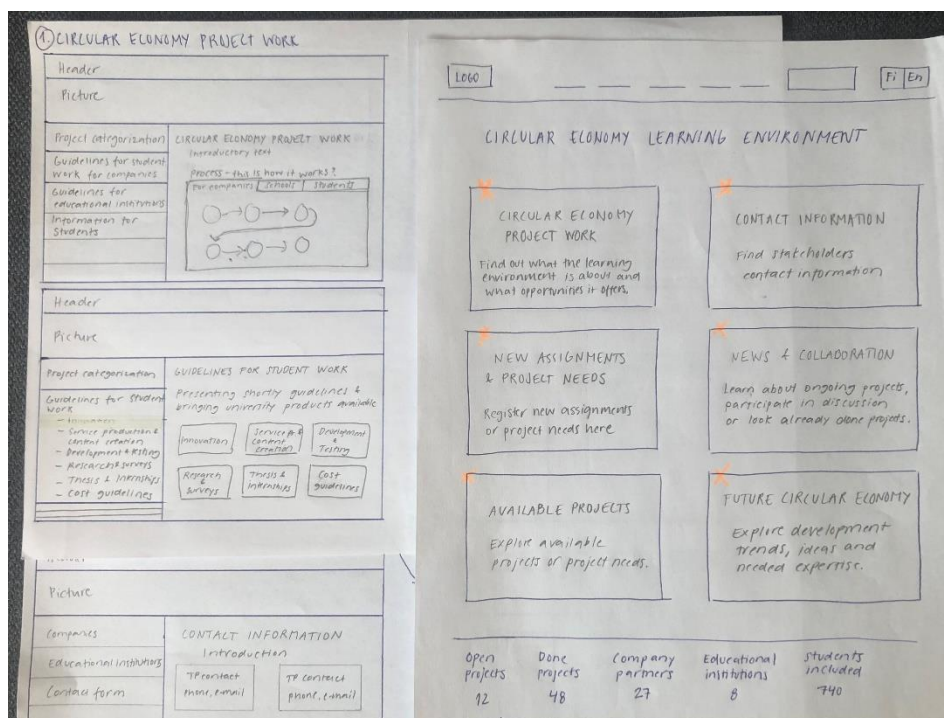 1. CIRCULAR ECONOMY PROJECT WORK
Header
Picture
Project categorization
Guidelines for student
work for companies
Guidelines for
educational institutions
Information for
Students
CIRCULAR ECONOMY PROJECT WORK
Introductory text
process - this is how it works?
For companies
Schools
Students
Header
Picture
Project categorization
Guidelines for student
work
- Innovation
- Service production &
content creation
- Development & testing
- Research & surveys
- Thesis & Internships
- Cost guidelines
GUIDELINES FOR STUDENT WORK
Presenting shortly guidelines &
bringing university products available
Innovation
Service pr. &
content
creation
Development
&
Testing
Research
&
surveys
Thesis &
Internships
Cost
guidelines
Picture
Companies
Educational Institutions
Contact form
CONTACT INFORMATION
Introduction
TP contact
phone, e-mail
TP contact
phone, e-mail
LOGO
Fi En
CIRCULAR ECONOMY LEARNING ENVIRONMENT
CIRCULAR ECONOMY
PROJECT WORK
Find out what the learning
environment is about and
what opportunities it offers.
CONTACT INFORMATION
Find stakeholders
contact information
NEW ASSIGNMENTS
& PROJECT NEEDS
Register new assignments
or project needs here
NEWS & COLLABORATION
Learn about ongoing projects,
participate in discussion
or look already done projects.
AVAILABLE PROJECTS
Explore available
projects or project needs.
FUTURE CIRCULAR ECONOMY
Explore development
trends, ideas and
needed expertise.
Open
projects
12
Done
projects
48
Company
partners
27
Educational
institutions
8
Students
included
740